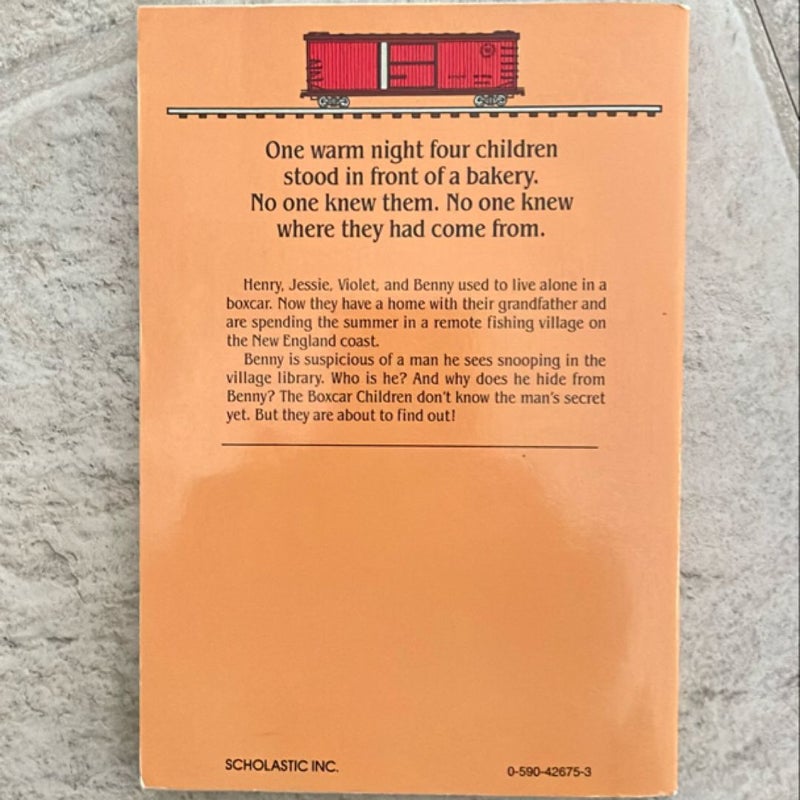 One warm night four children
stood in front of a bakery.
No one knew them. No one knew
where they had come from.
Henry, Jessie, Violet, and Benny used to live alone in a
boxcar. Now they have a home with their grandfather and
are spending the summer in a remote fishing village on
the New England coast.
Benny is suspicious of a man he sees snooping in the
village library. Who is he? And why does he hide from
Benny? The Boxcar Children don't know the man's secret
yet. But they are about to find out!
SCHOLASTIC INC.
0-590-42675-3